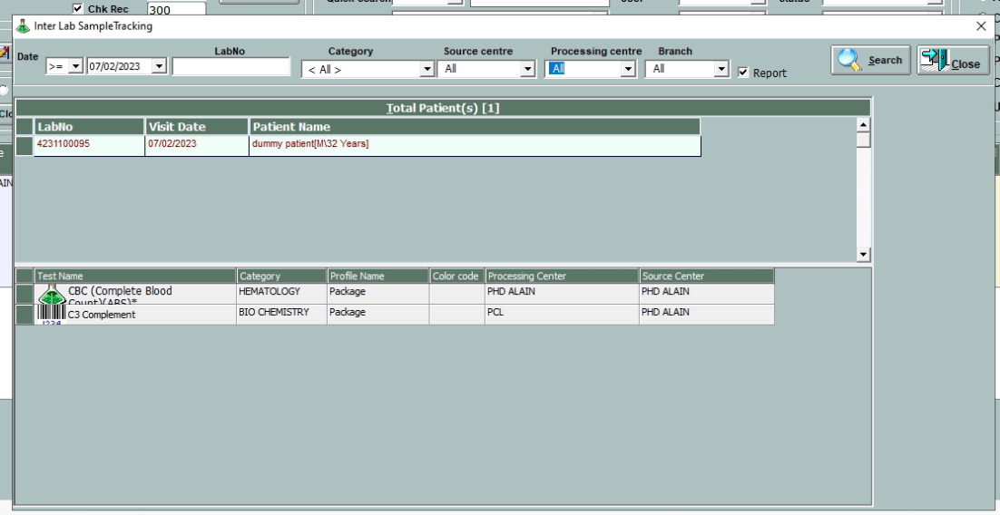 Chk Rec 300
Inter Lab SampleTracking
Date >= 07/02/2023
LabNo
Category < All >
Source centre All
Processing centre All
Branch All
Report
Search
Close
Total Patient(s) [1]
LabNo Visit Date Patient Name
4231100095 07/02/2023 dummy patient[M\32 Years]
Test Name Category Profile Name Color code Processing Center Source Center
CBC (Complete Blood HEMATOLOGY Package PHD ALAIN PHD ALAIN
Count)(ABS)*
C3 Complement BIO CHEMISTRY Package PCL PHD ALAIN
1234